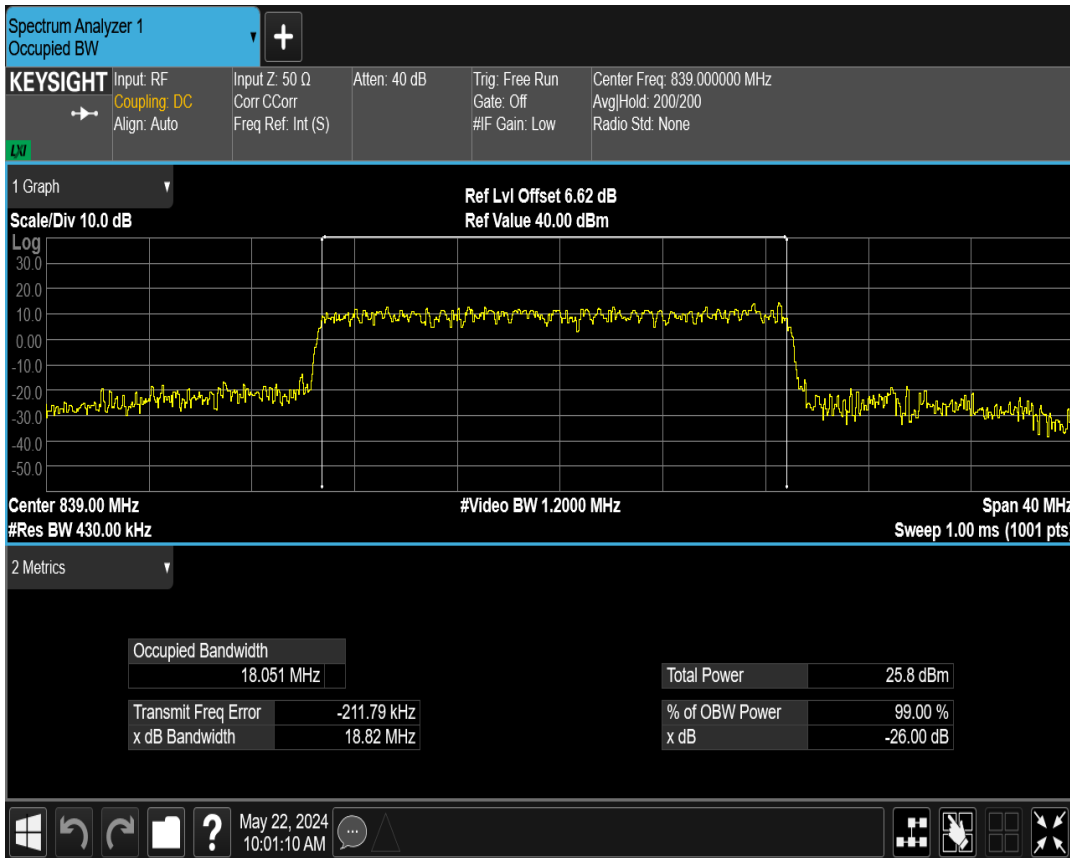 Spectrum Analyzer 1
Occupied BW
+
KEYSIGHT
LXI
Input: RF
Coupling: DC
Align: Auto
Input Z: 50 Ω
Corr CCorr
Freq Ref: Int (S)
Atten: 40 dB
Trig: Free Run
Gate: Off
#IF Gain: Low
Center Freq: 839.000000 MHz
Avg|Hold: 200/200
Radio Std: None
1 Graph
Scale/Div 10.0 dB
Ref Lvl Offset 6.62 dB
Ref Value 40.00 dBm
Log
30.0
20.0
10.0
0.00
-10.0
-20.0
-30.0
-40.0
-50.0
Center 839.00 MHz
#Video BW 1.2000 MHz
Span 40 MHz
#Res BW 430.00 kHz
Sweep 1.00 ms (1001 pts)
2 Metrics
Occupied Bandwidth
18.051 MHz
Total Power 25.8 dBm
Transmit Freq Error -211.79 kHz
% of OBW Power 99.00 %
x dB Bandwidth 18.82 MHz
x dB -26.00 dB
?
May 22, 2024
10:01:10 AM